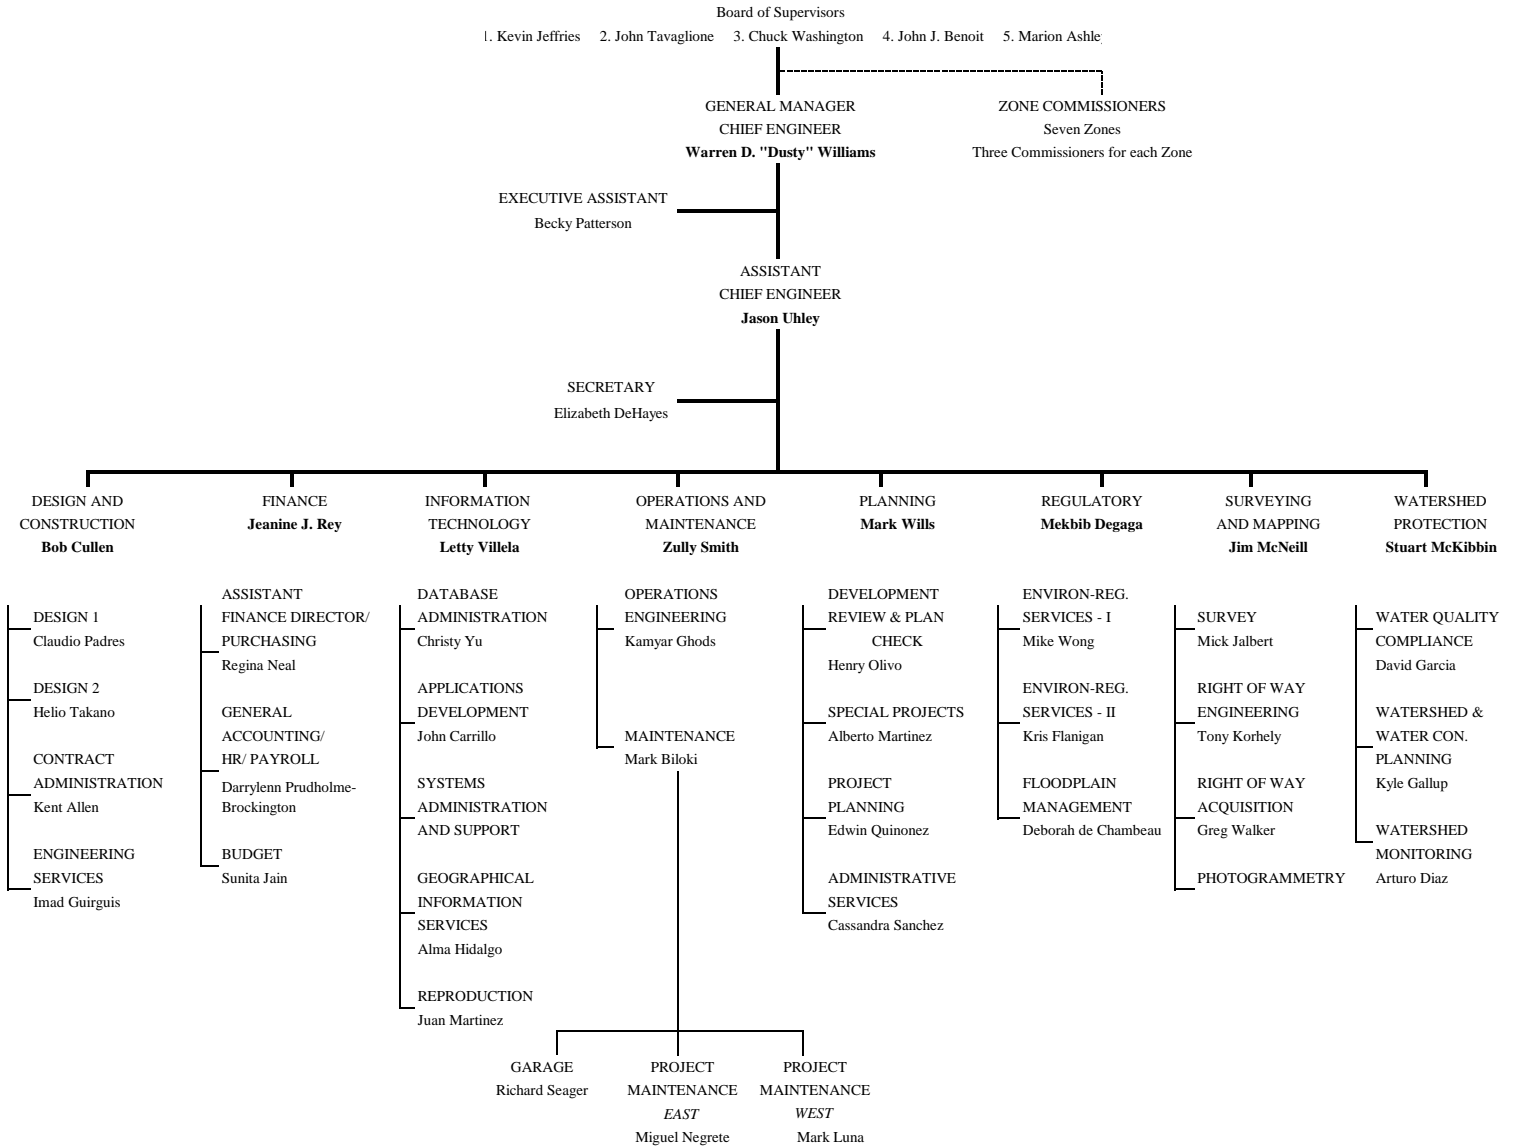 Board of Supervisors
1. Kevin Jeffries 2. John Tavaglione 3. Chuck Washington 4. John J. Benoit 5. Marion Ashle
GENERAL MANAGER
CHIEF ENGINEER
Warren D. "Dusty" Williams
ZONE COMMISSIONERS
Seven Zones
Three Commissioners for each Zone
EXECUTIVE ASSISTANT
Becky Patterson
ASSISTANT
CHIEF ENGINEER
Jason Uhley
SECRETARY
Elizabeth DeHayes
DESIGN AND
CONSTRUCTION
Bob Cullen
DESIGN 1
Claudio Padres
DESIGN 2
Helio Takano
CONTRACT
ADMINISTRATION
Kent Allen
ENGINEERING
SERVICES
Imad Guirguis
FINANCE
Jeanine J. Rey
ASSISTANT
FINANCE DIRECTOR/
PURCHASING
Regina Neal
GENERAL
ACCOUNTING/
HR/ PAYROLL
Darrylenn Prudholme-
Brockington
BUDGET
Sunita Jain
INFORMATION
TECHNOLOGY
Letty Villela
DATABASE
ADMINISTRATION
Christy Yu
APPLICATIONS
DEVELOPMENT
John Carrillo
SYSTEMS
ADMINISTRATION
AND SUPPORT
GEOGRAPHICAL
INFORMATION
SERVICES
Alma Hidalgo
REPRODUCTION
Juan Martinez
OPERATIONS AND
MAINTENANCE
Zully Smith
OPERATIONS
ENGINEERING
Kamyar Ghods
MAINTENANCE
Mark Biloki
GARAGE
Richard Seager
PROJECT
MAINTENANCE
EAST
Miguel Negrete
PROJECT
MAINTENANCE
WEST
Mark Luna
PLANNING
Mark Wills
DEVELOPMENT
REVIEW & PLAN
CHECK
Henry Olivo
SPECIAL PROJECTS
Alberto Martinez
PROJECT
PLANNING
Edwin Quinonez
ADMINISTRATIVE
SERVICES
Cassandra Sanchez
REGULATORY
Mekbib Degaga
ENVIRON-REG.
SERVICES - I
Mike Wong
ENVIRON-REG.
SERVICES - II
Kris Flanigan
FLOODPLAIN
MANAGEMENT
Deborah de Chambeau
SURVEYING
AND MAPPING
Jim McNeill
SURVEY
Mick Jalbert
RIGHT OF WAY
ENGINEERING
Tony Korhely
RIGHT OF WAY
ACQUISITION
Greg Walker
PHOTOGRAMMETRY
WATERSHED
PROTECTION
Stuart McKibbin
WATER QUALITY
COMPLIANCE
David Garcia
WATERSHED &
WATER CON.
PLANNING
Kyle Gallup
WATERSHED
MONITORING
Arturo Diaz